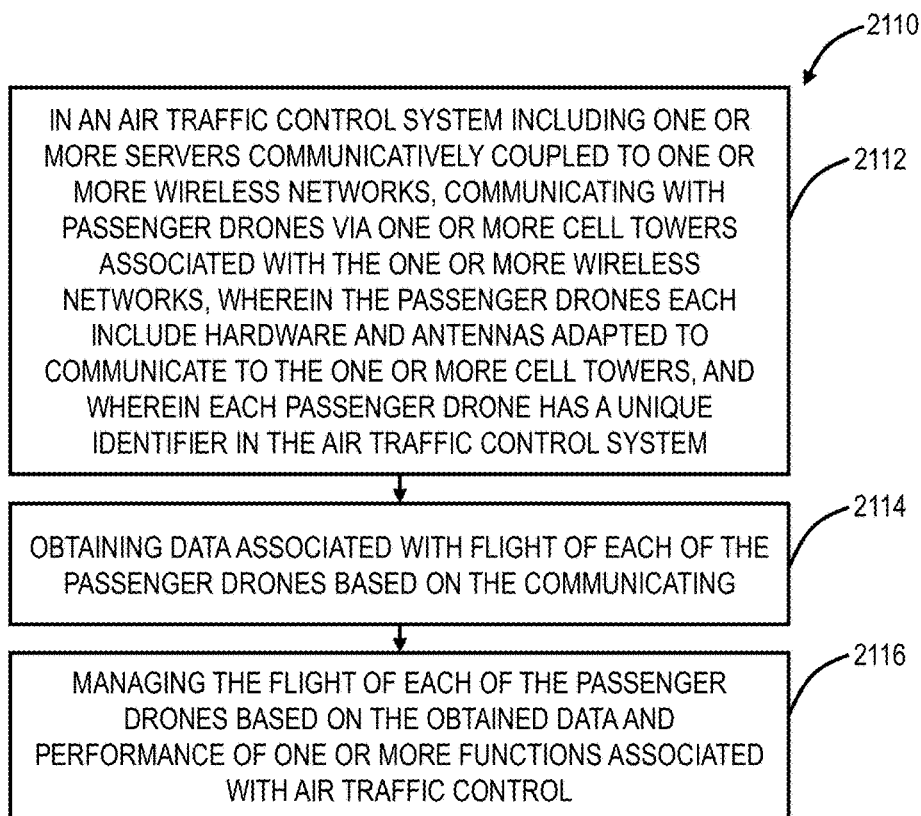 2110
IN AN AIR TRAFFIC CONTROL SYSTEM INCLUDING ONE OR
MORE SERVERS COMMUNICATIVELY COUPLED TO ONE OR
MORE WIRELESS NETWORKS, COMMUNICATING WITH
PASSENGER DRONES VIA ONE OR MORE CELL TOWERS
ASSOCIATED WITH THE ONE OR MORE WIRELESS
NETWORKS, WHEREIN THE PASSENGER DRONES EACH
INCLUDE HARDWARE AND ANTENNAS ADAPTED TO
COMMUNICATE TO THE ONE OR MORE CELL TOWERS, AND
WHEREIN EACH PASSENGER DRONE HAS A UNIQUE
IDENTIFIER IN THE AIR TRAFFIC CONTROL SYSTEM
2112
OBTAINING DATA ASSOCIATED WITH FLIGHT OF EACH OF THE
PASSENGER DRONES BASED ON THE COMMUNICATING
2114
MANAGING THE FLIGHT OF EACH OF THE PASSENGER
DRONES BASED ON THE OBTAINED DATA AND
PERFORMANCE OF ONE OR MORE FUNCTIONS ASSOCIATED
WITH AIR TRAFFIC CONTROL
2116